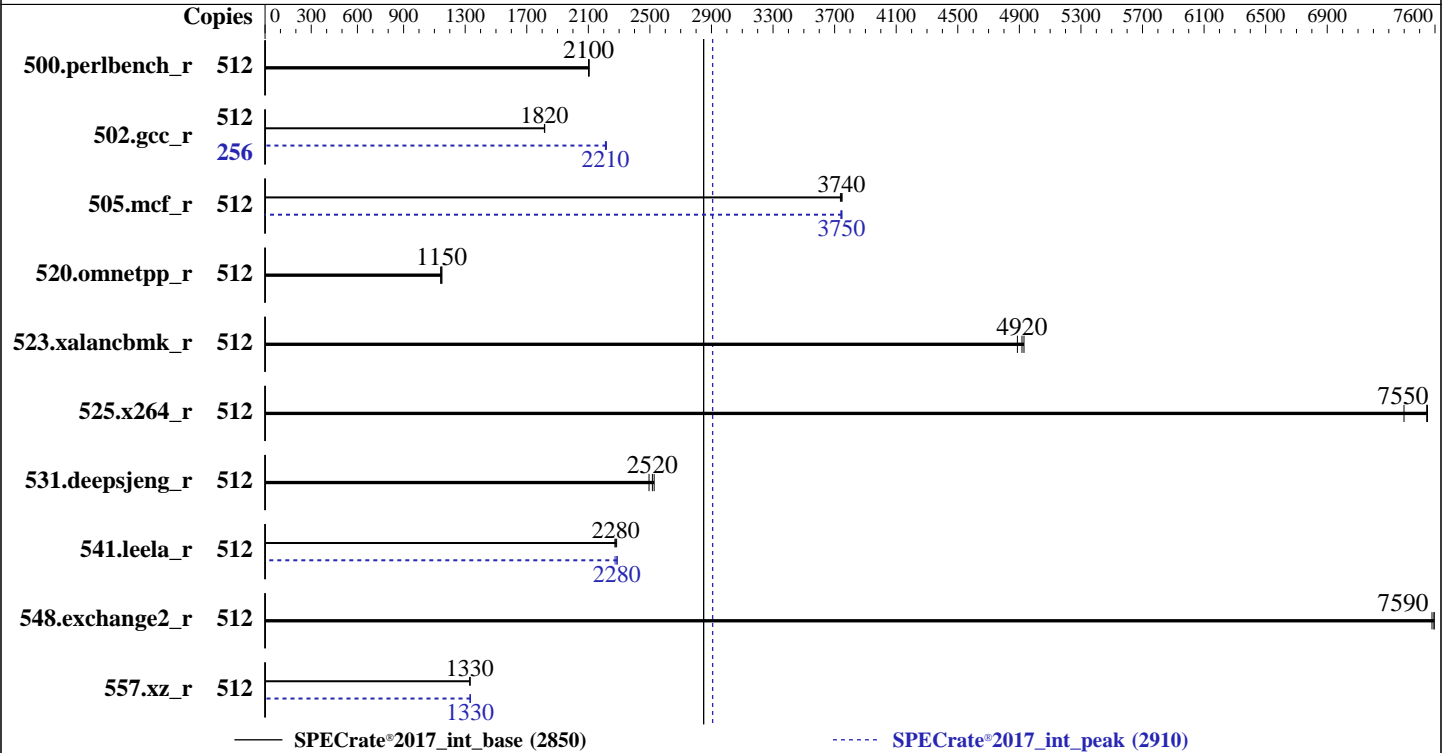 Copies 0 300 600 900 1300 1700 2100 2500 2900 3300 3700 4100 4500 4900 5300 5700 6100 6500 6900 7600
500.perlbench_r 512 2100
502.gcc_r 512 1820
256 2210
505.mcf_r 512 3740
3750
520.omnetpp_r 512 1150
523.xalancbmk_r 512 4920
525.x264_r 512 7550
531.deepsjeng_r 512 2520
541.leela_r 512 2280
2280
548.exchange2_r 512 7590
557.xz_r 512 1330
1330
SPECrate®2017_int_base (2850) SPECrate®2017_int_peak (2910)